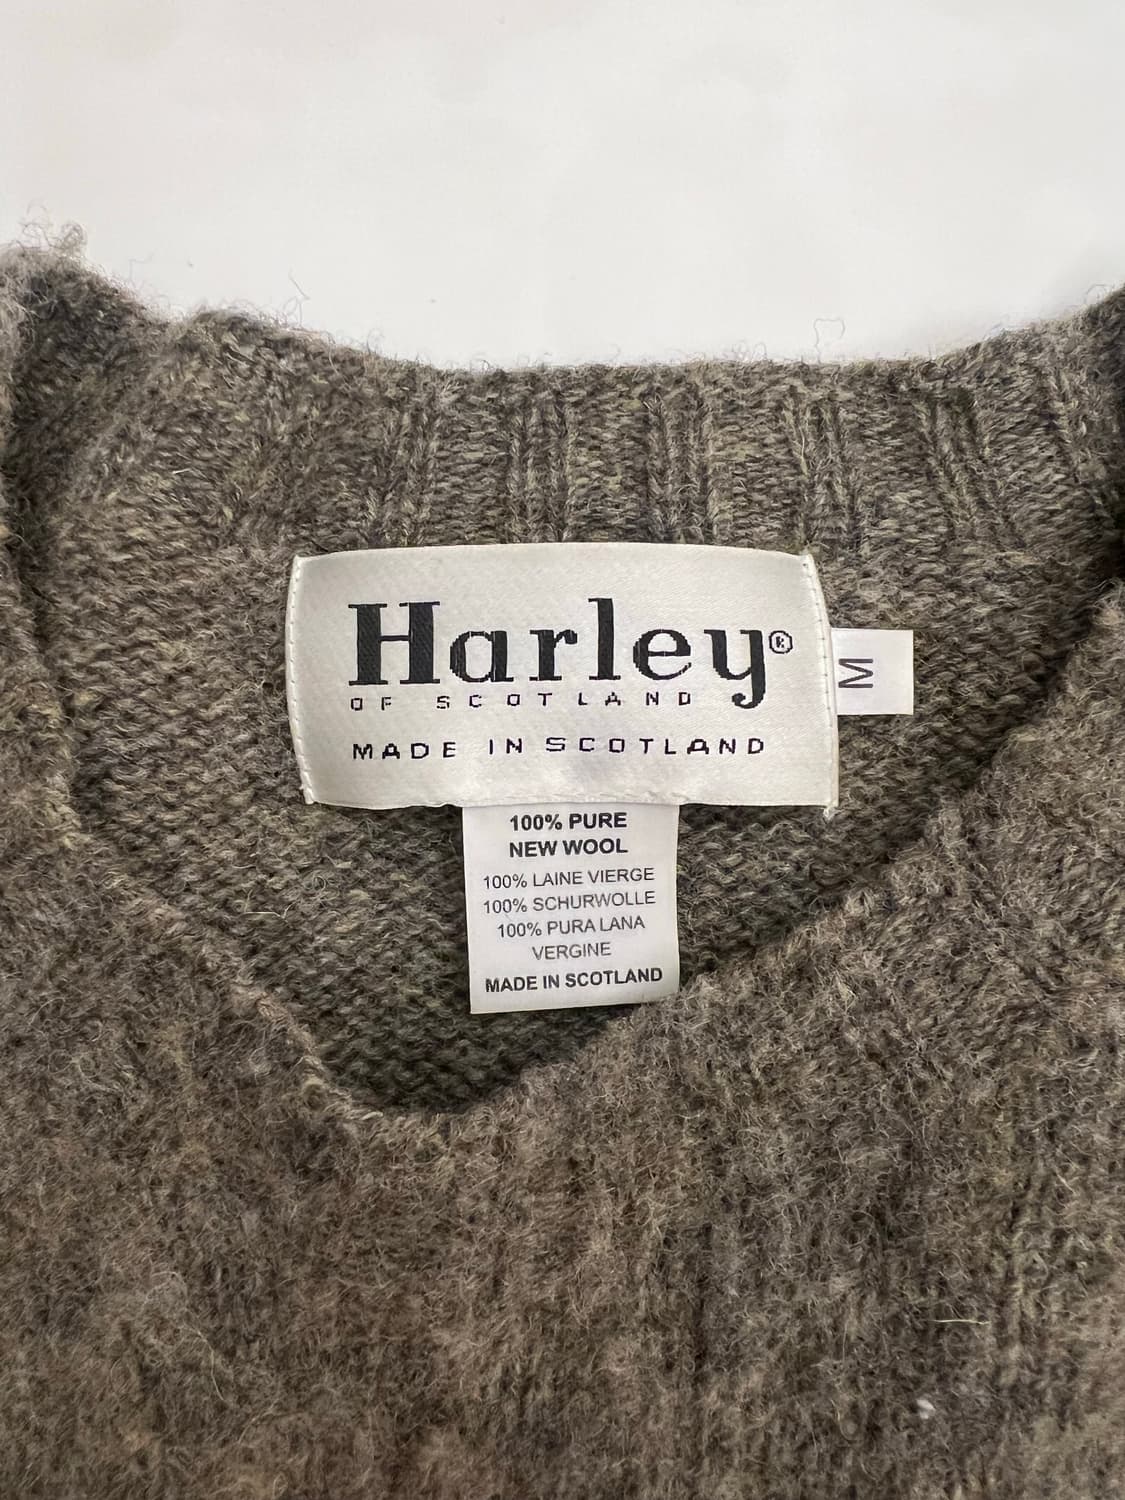 Harley®
OF SCOTLAND
MADE IN SCOTLAND
M
100% PURE
NEW WOOL
100% LAINE VIERGE
100% SCHURWOLLE
100% PURA LANA
VERGINE
MADE IN SCOTLAND